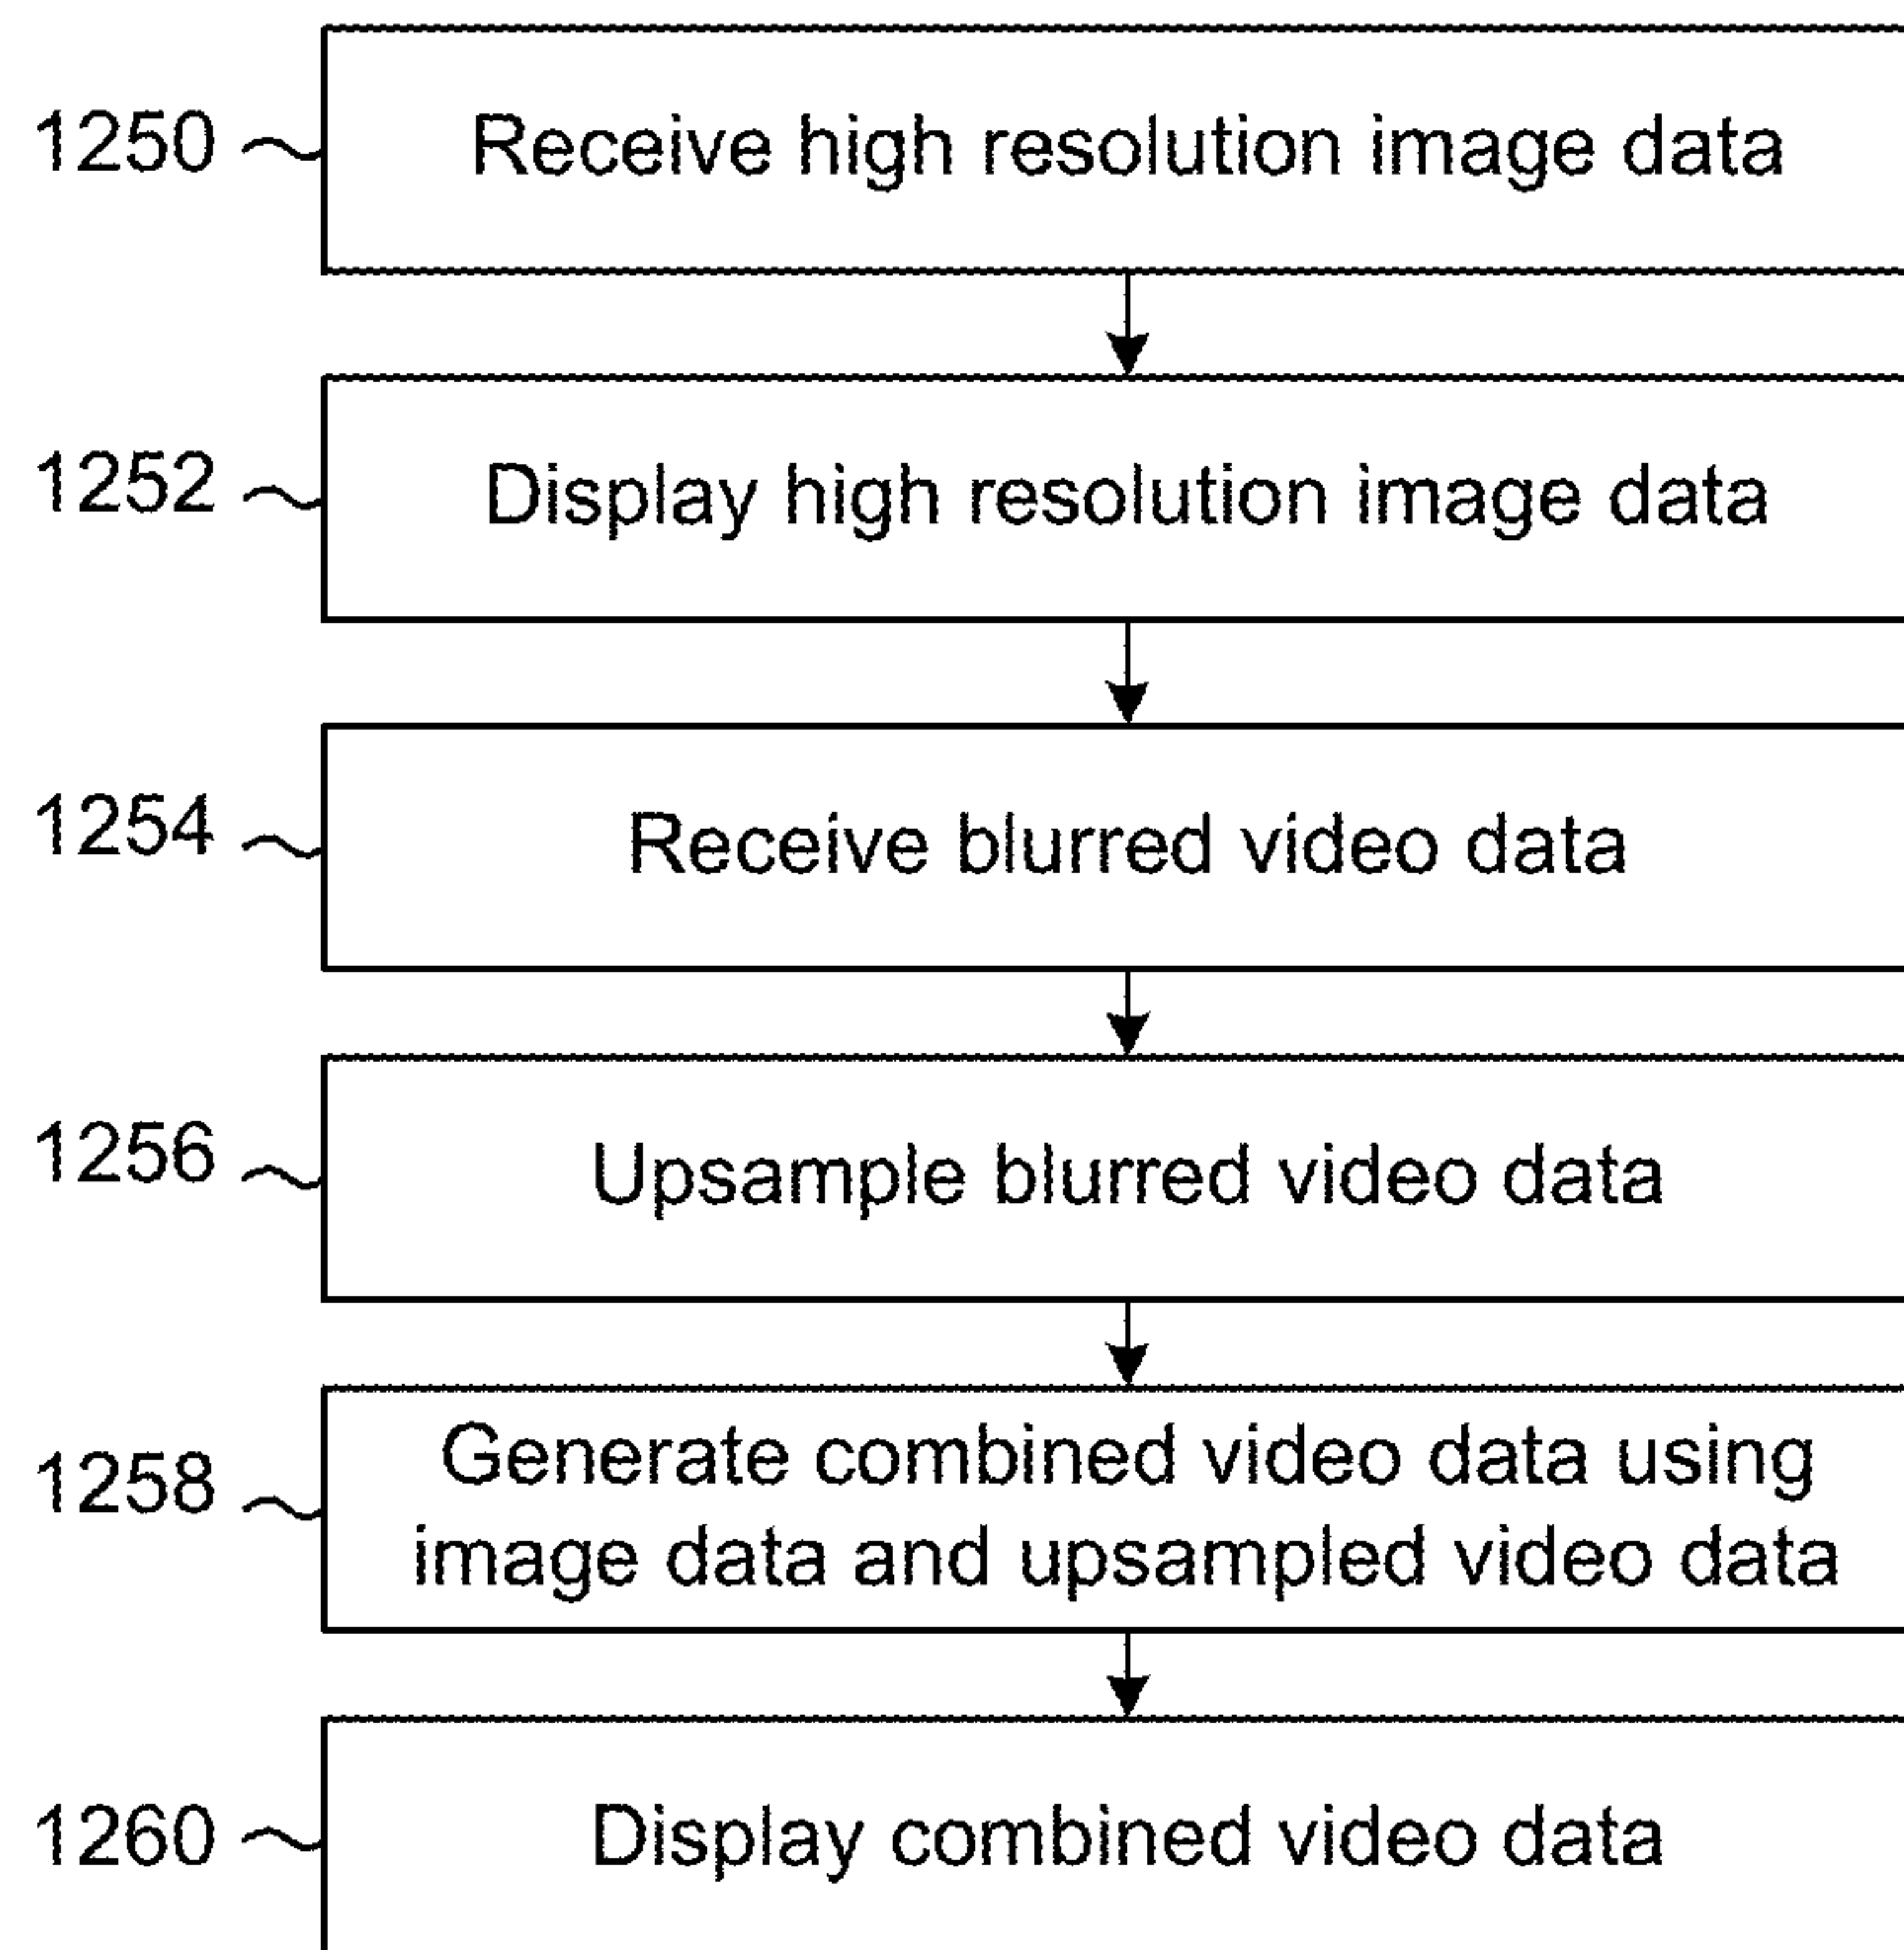 1250
Receive high resolution image data
1252
Display high resolution image data
1254
Receive blurred video data
1256
Upsample blurred video data
1258
Generate combined video data using
image data and upsampled video data
1260
Display combined video data